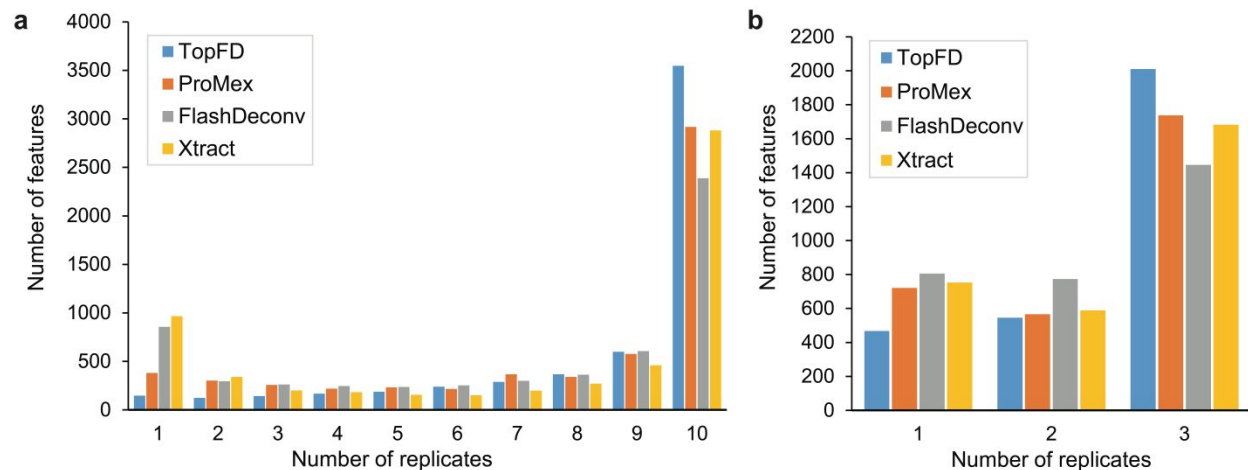 a
4000
3500
3000
2500
2000
1500
1000
500
0
Number of features
TopFD
ProMex
FlashDeconv
Xtract
1 2 3 4 5 6 7 8 9 10
Number of replicates
b
2200
2000
1800
1600
1400
1200
1000
800
600
400
200
0
Number of features
TopFD
ProMex
FlashDeconv
Xtract
1 2 3
Number of replicates